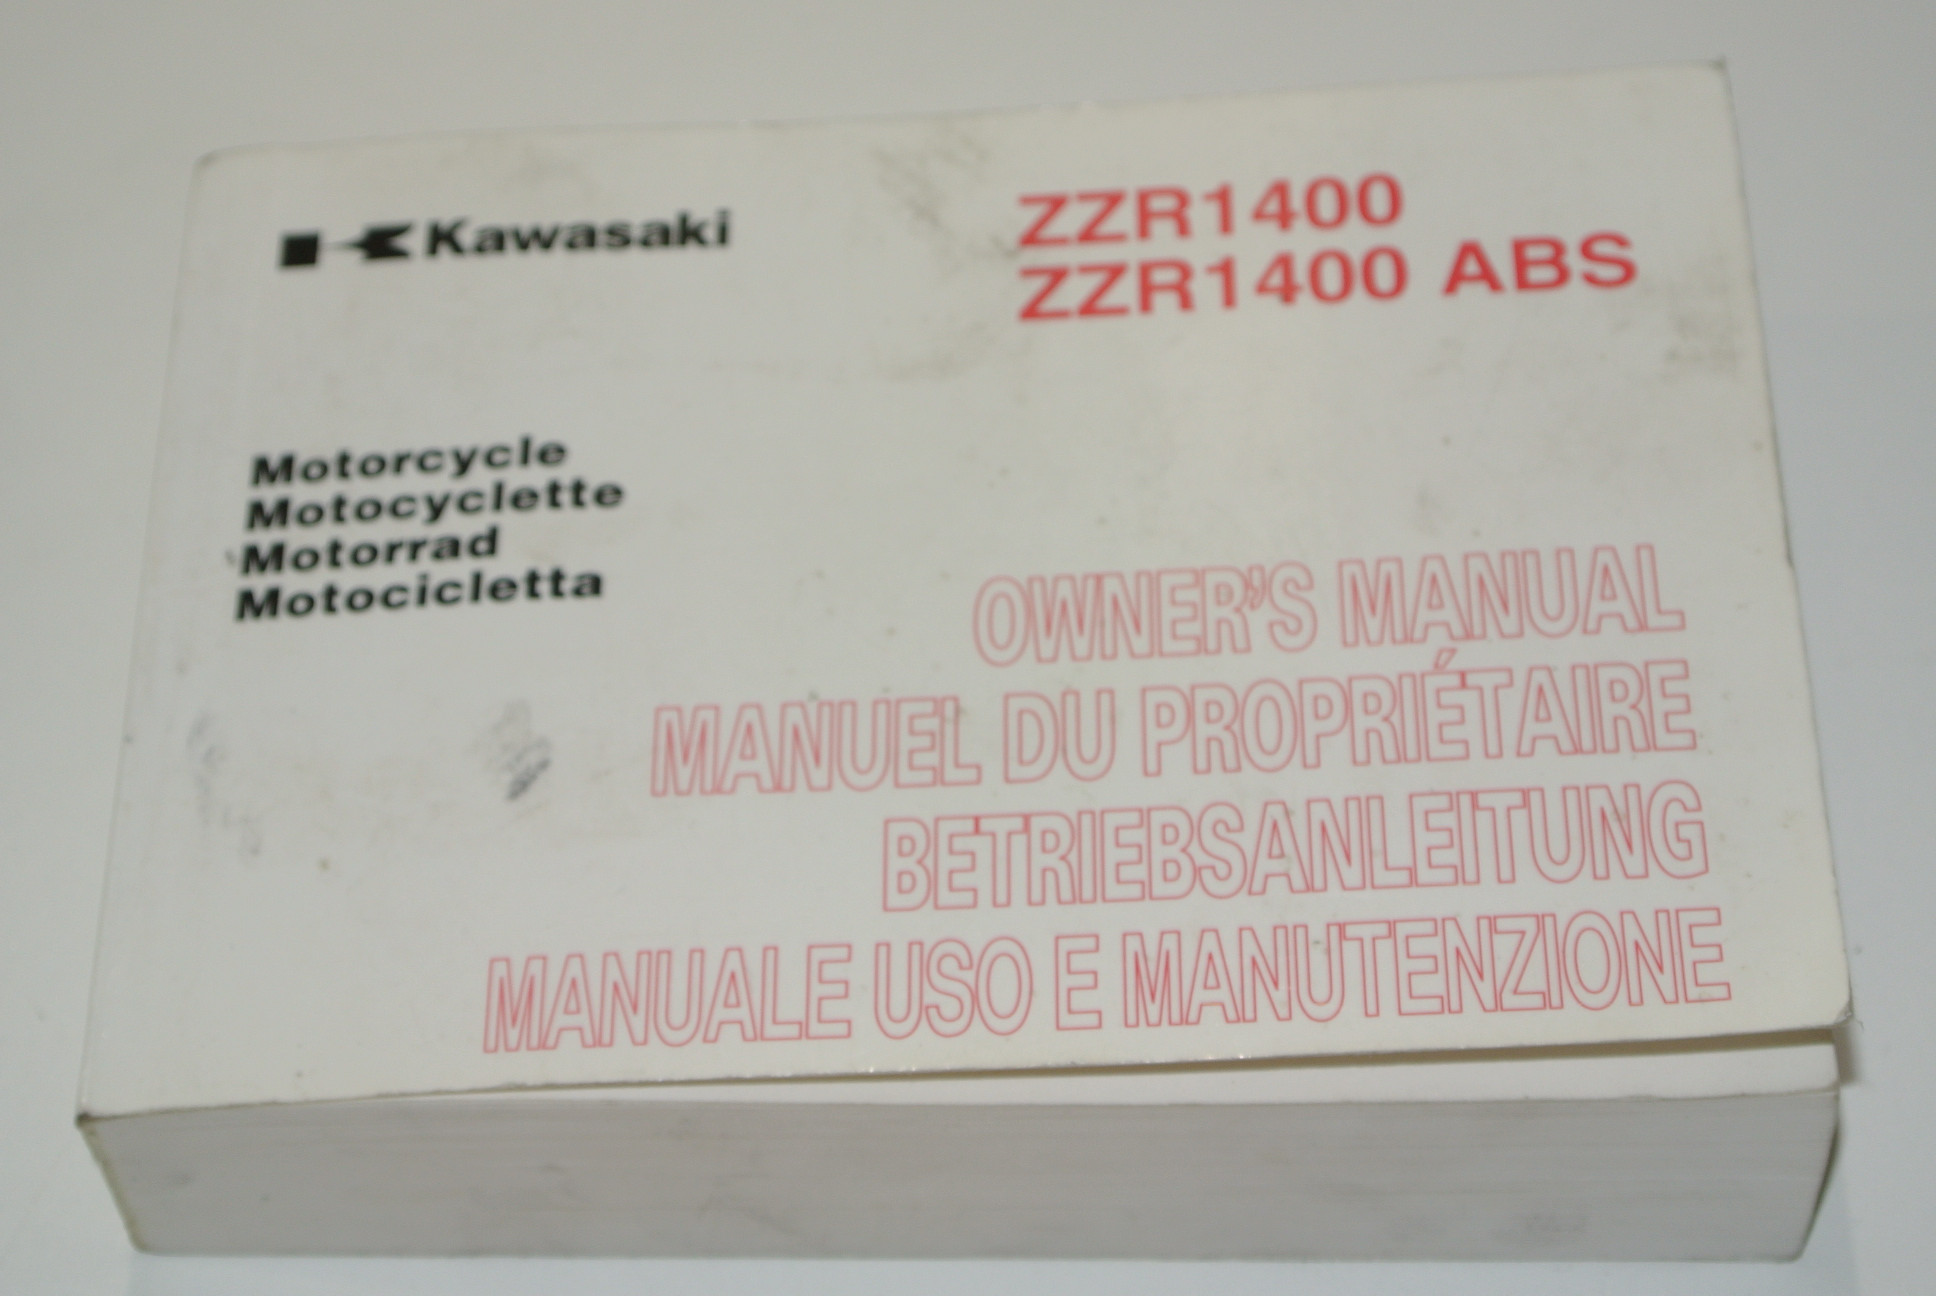 Kawasaki
ZZR1400
ZZR1400 ABS
Motorcycle
Motocyclette
Motorrad
Motocicletta
OWNER'S MANUAL
MANUEL DU PROPRIÉTAIRE
BETRIEBSANLEITUNG
MANUALE USO E MANUTENZIONE